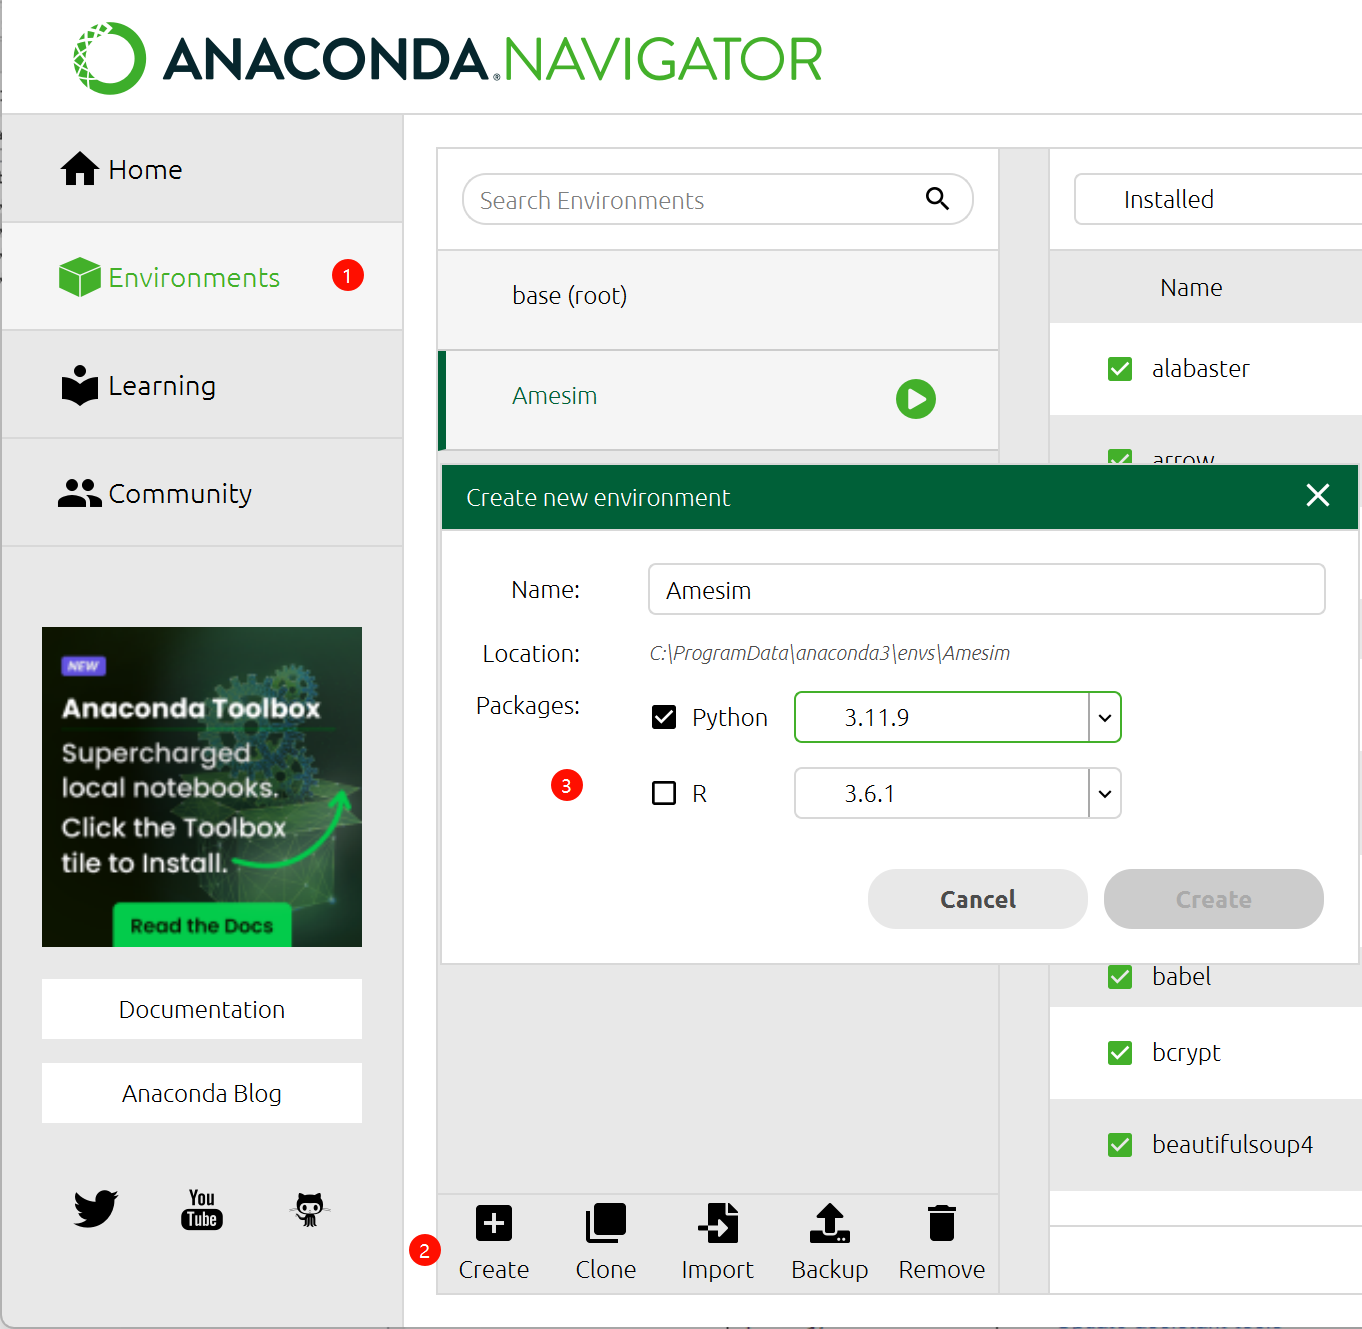 ANACONDA.NAVIGATOR
Home
Environments
1
Learning
Community
NEW
Anaconda Toolbox
Supercharged
local notebooks.
Click the Toolbox
tile to Install.
Read the Docs
Documentation
Anaconda Blog
You
Tube
Search Environments
base (root)
Amesim
Installed
Name
alabaster
arrow
Create new environment
Name:
Amesim
Location:
C:\ProgramData\anaconda3\envs\Amesim
Packages:
Python
3.11.9
3
R
3.6.1
Cancel
Create
babel
bcrypt
beautifulsoup4
2
Create
Clone
Import
Backup
Remove